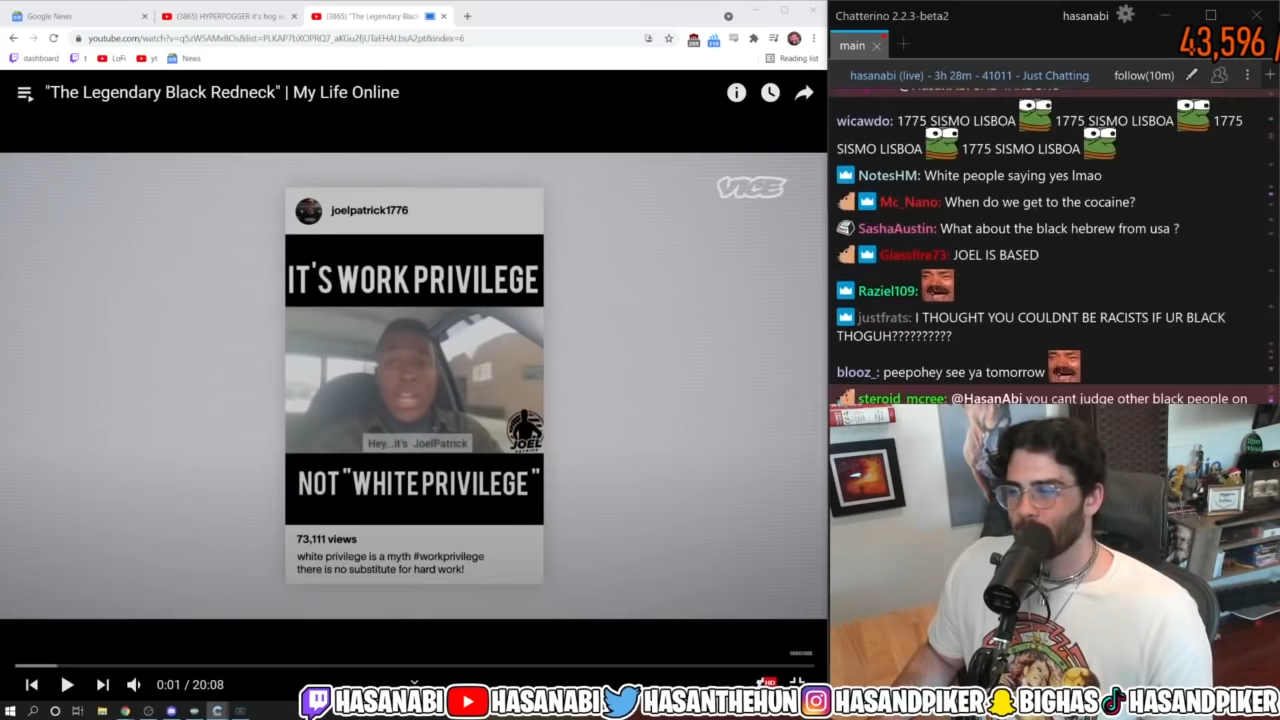 Google News
(3865) HYPERPOGGER it's hog s
(3865) "The Legendary Black
youtube.com/watch?v=q5zW5AMxBOs&list=PLKAP7bXOPRQ7_aKGu2fjUTaEHALbsA2pt&index=6
dashboard
t
LoFi
yt
News
Reading list
"The Legendary Black Redneck" | My Life Online
VICE
joelpatrick1776
IT'S WORK PRIVILEGE
Hey...it's JoelPatrick
JOEL
NOT "WHITE PRIVILEGE"
73,111 views
white privilege is a myth #workprivilege
there is no substitute for hard work!
0:01 / 20:08
HD
Chatterino 2.2.3-beta2
hasanabi
43,596 /
main
hasanabi (live) - 3h 28m - 41011 - Just Chatting
follow(10m)
wicawdo: 1775 SISMO LISBOA 1775 SISMO LISBOA 1775
SISMO LISBOA 1775 SISMO LISBOA
NotesHM: White people saying yes lmao
Mc_Nano: When do we get to the cocaine?
SashaAustin: What about the black hebrew from usa ?
Glassfire73: JOEL IS BASED
Raziel109:
justfrats: I THOUGHT YOU COULDNT BE RACISTS IF UR BLACK
THOGUH??????????
blooz_: peepohey see ya tomorrow
steroid_mcree: @HasanAbi you cant judge other black people on
HASANABI HASANABI HASANTHEHUN HASANDPIKER BIGHAS HASANDPIKER